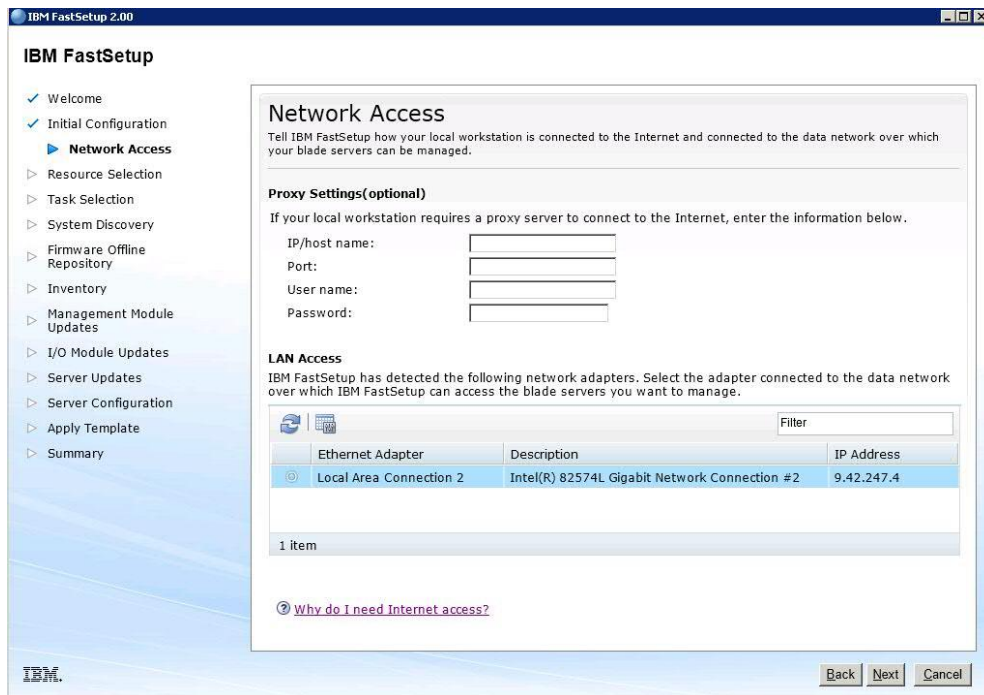 IBM FastSetup 2.00
IBM FastSetup
Welcome
Initial Configuration
Network Access
Resource Selection
Task Selection
System Discovery
Firmware Offline
Repository
Inventory
Management Module
Updates
I/O Module Updates
Server Updates
Server Configuration
Apply Template
Summary
Network Access
Tell IBM FastSetup how your local workstation is connected to the Internet and connected to the data network over which
your blade servers can be managed.
Proxy Settings(optional)
If your local workstation requires a proxy server to connect to the Internet, enter the information below.
IP/host name:
Port:
User name:
Password:
LAN Access
IBM FastSetup has detected the following network adapters. Select the adapter connected to the data network
over which IBM FastSetup can access the blade servers you want to manage.
Filter
Ethernet Adapter Description IP Address
Local Area Connection 2 Intel(R) 82574L Gigabit Network Connection #2 9.42.247.4
1 item
Why do I need Internet access?
IBM.
Back Next Cancel